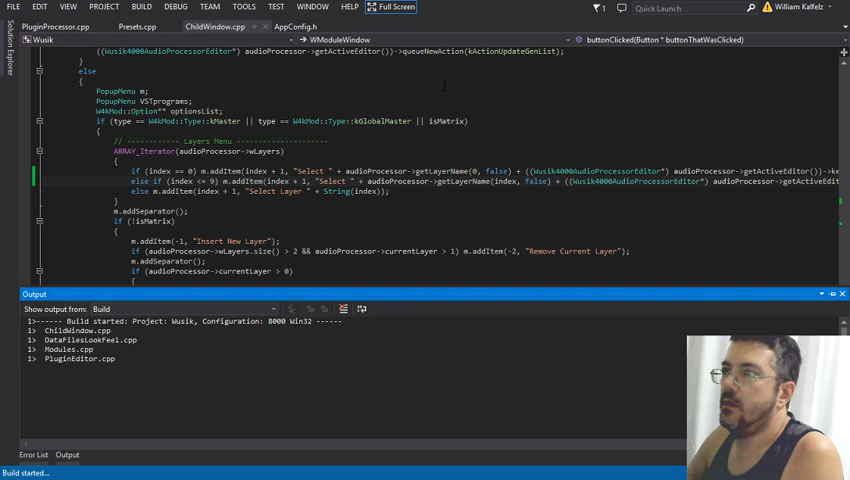 FILE EDIT VIEW PROJECT BUILD DEBUG TEAM TOOLS TEST WINDOW HELP Full Screen 1 Quick Launch William Kalfelz
PluginProcessor.cpp Presets.cpp ChildWindow.cpp AppConfig.h
Solution Explorer
Wusik WModuleWindow buttonClicked(Button * buttonThatWasClicked)
((Wusik4000AudioProcessorEditor*) audioProcessor->getActiveEditor())->queueNewAction(kActionUpdateGenList);
}
else
{
PopupMenu m;
PopupMenu VSTprograms;
W4kMod::Option** optionsList;
if (type == W4kMod::Type::kMaster || type == W4kMod::Type::kGlobalMaster || isMatrix)
{
// ------------ Layers Menu ---------------------
ARRAY_Iterator(audioProcessor->wLayers)
{
if (index == 0) m.addItem(index + 1, "Select " + audioProcessor->getLayerName(0, false) + ((Wusik4000AudioProcessorEditor*) audioProcessor->getActiveEditor())->ke
else if (index <= 9) m.addItem(index + 1, "Select " + audioProcessor->getLayerName(index, false) + ((Wusik4000AudioProcessorEditor*) audioProcessor->getActiveEdit
else m.addItem(index + 1, "Select Layer " + String(index));
}
m.addSeparator();
if (!isMatrix)
{
m.addItem(-1, "Insert New Layer");
if (audioProcessor->wLayers.size() > 2 && audioProcessor->currentLayer > 1) m.addItem(-2, "Remove Current Layer");
m.addSeparator();
if (audioProcessor->currentLayer > 0)
{
Output
Show output from: Build
1>------ Build started: Project: Wusik, Configuration: 8000 Win32 ------
1> ChildWindow.cpp
1> DataFilesLookFeel.cpp
1> Modules.cpp
1> PluginEditor.cpp
Error List Output
Build started...